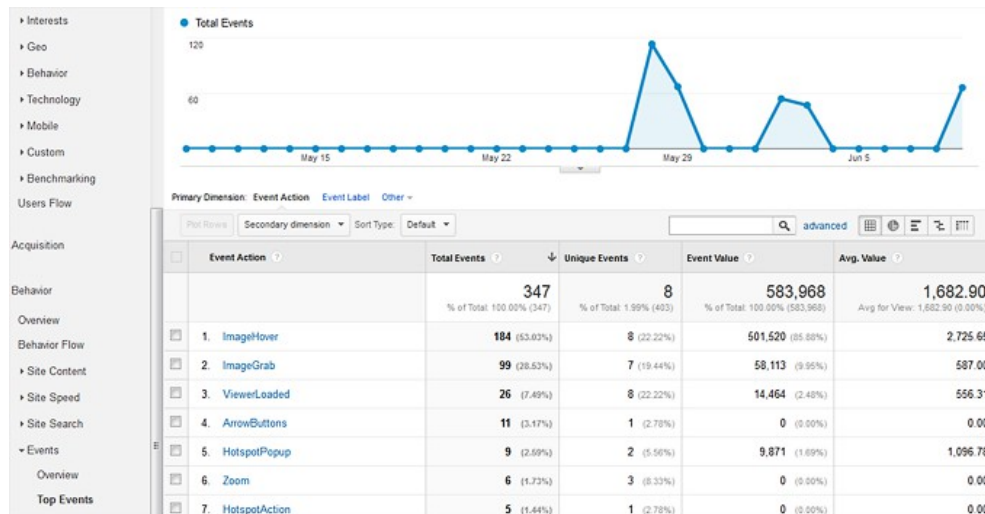 Interests
Geo
Behavior
Technology
Mobile
Custom
Benchmarking
Users Flow
Acquisition
Behavior
Overview
Behavior Flow
Site Content
Site Speed
Site Search
Events
Overview
Top Events
Total Events
120
60
May 15 May 22 May 29 Jun 5
Primary Dimension: Event Action Event Label Other
Plot Rows Secondary dimension Sort Type: Default advanced
Event Action ? Total Events ? Unique Events ? Event Value ? Avg. Value ?
347 8 583,968 1,682.90
% of Total: 100.00% (347) % of Total: 1.99% (403) % of Total: 100.00% (583,968) Avg for View: 1,682.90 (0.00%)
1. ImageHover 184 (53.03%) 8 (22.22%) 501,520 (85.88%) 2,725.65
2. ImageGrab 99 (28.53%) 7 (19.44%) 58,113 (9.95%) 587.00
3. ViewerLoaded 26 (7.49%) 8 (22.22%) 14,464 (2.48%) 556.31
4. ArrowButtons 11 (3.17%) 1 (2.78%) 0 (0.00%) 0.00
5. HotspotPopup 9 (2.59%) 2 (5.56%) 9,871 (1.69%) 1,096.78
6. Zoom 6 (1.73%) 3 (8.33%) 0 (0.00%) 0.00
7. HotspotAction 5 (1.44%) 1 (2.78%) 0 (0.00%) 0.00